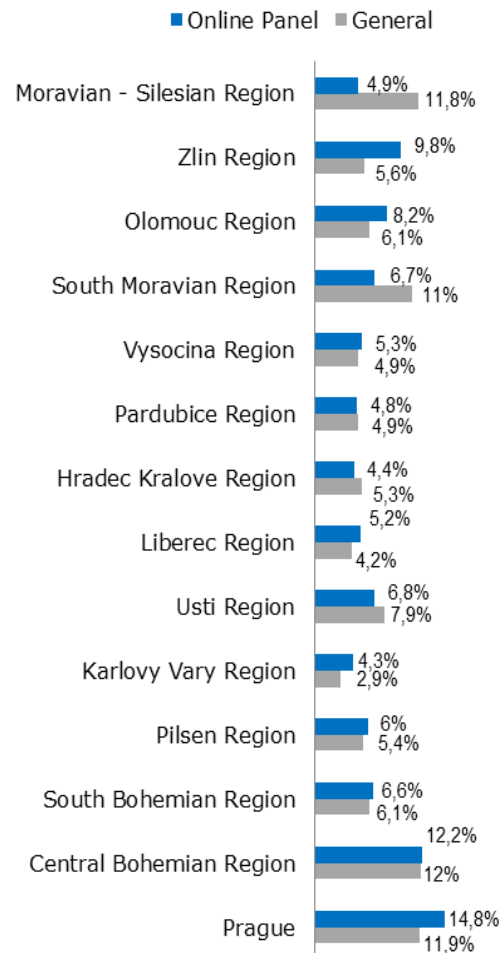 Online Panel General
Moravian - Silesian Region
4,9%
11,8%
Zlin Region
9,8%
5,6%
Olomouc Region
8,2%
6,1%
South Moravian Region
6,7%
11%
Vysocina Region
5,3%
4,9%
Pardubice Region
4,8%
4,9%
Hradec Kralove Region
4,4%
5,3%
Liberec Region
5,2%
4,2%
Usti Region
6,8%
7,9%
Karlovy Vary Region
4,3%
2,9%
Pilsen Region
6%
5,4%
South Bohemian Region
6,6%
6,1%
Central Bohemian Region
12,2%
12%
Prague
14,8%
11,9%